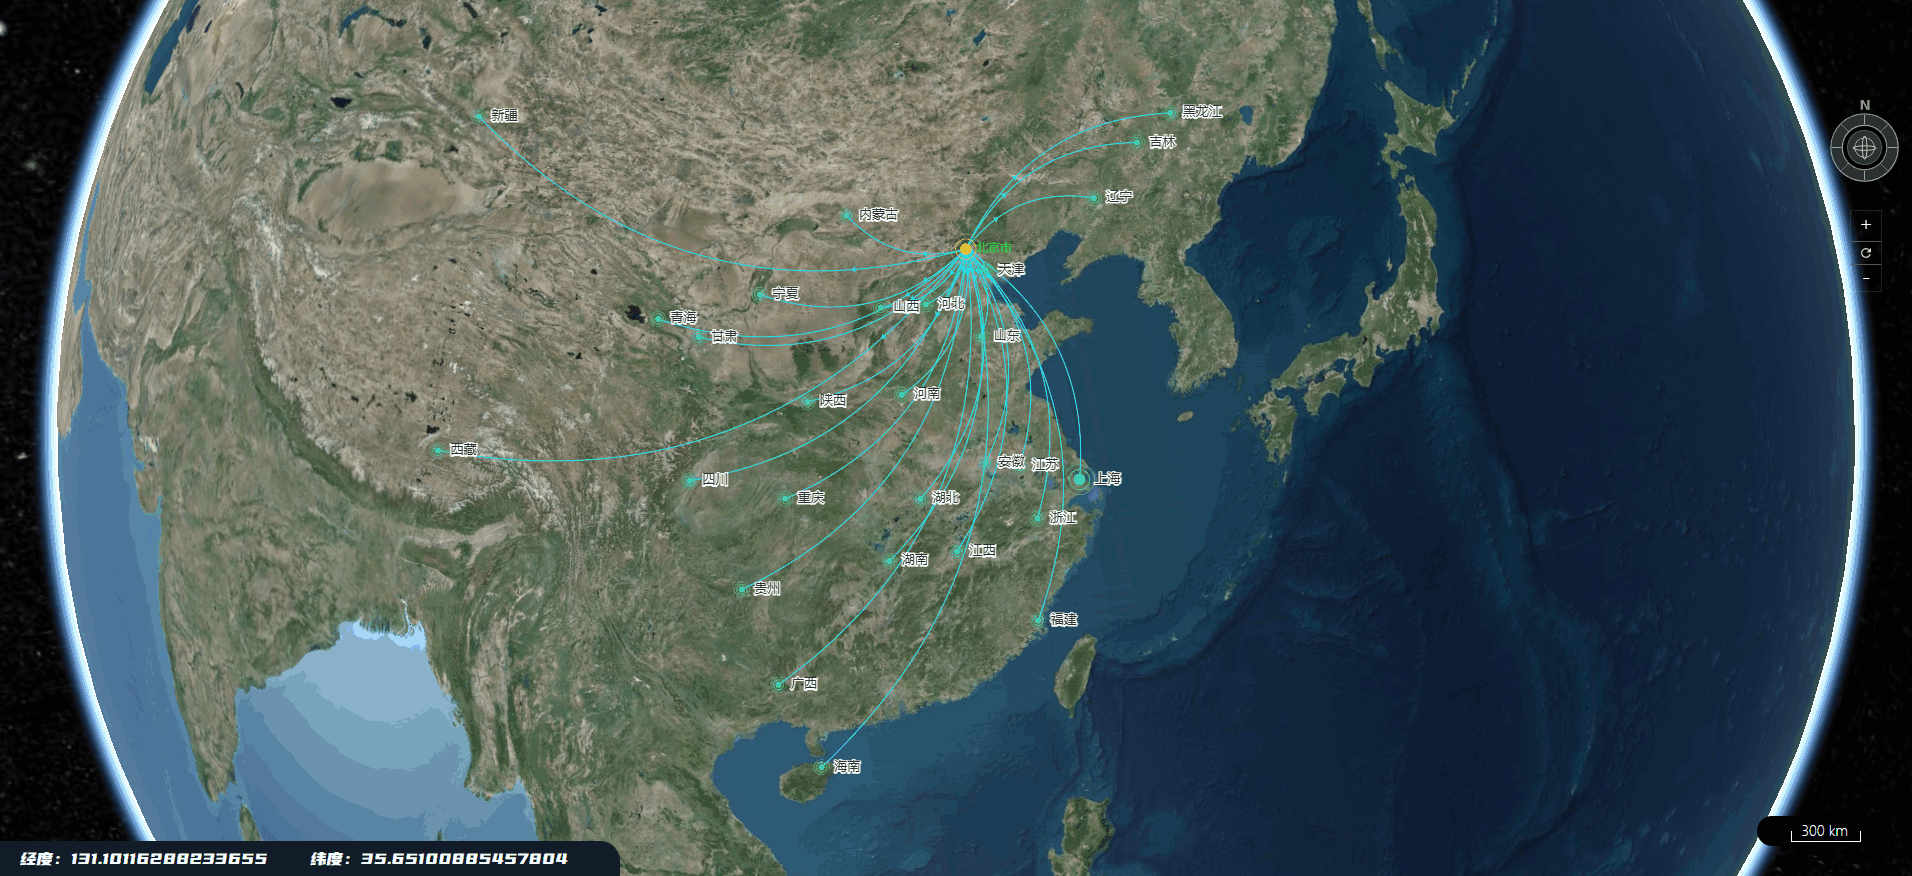 N
黑龙江
新疆
吉林
辽宁
内蒙古
+
北京市
天津
-
宁夏
山西
河北
青海
甘肃
山东
河南
陕西
西藏
安徽
江苏
四川
上海
重庆
湖北
浙江
江西
湖南
贵州
福建
广西
海南
300 km
经度：131.10116288233655 纬度：35.65100885457804